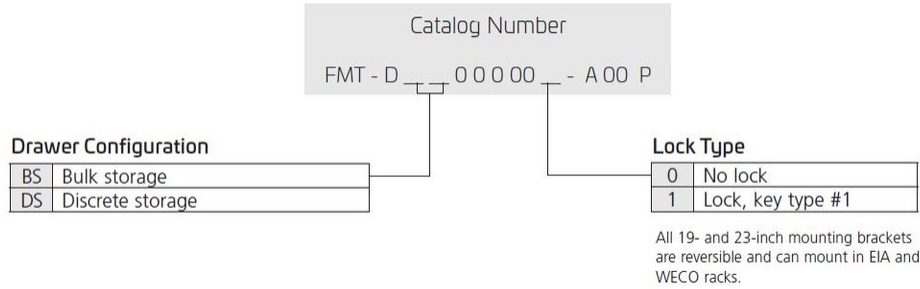 Catalog Number
FMT - D _ _ 0 0 0 00 _ - A 00 P
Drawer Configuration
BS Bulk storage
DS Discrete storage
Lock Type
0 No lock
1 Lock, key type #1
All 19- and 23-inch mounting brackets
are reversible and can mount in EIA and
WECO racks.